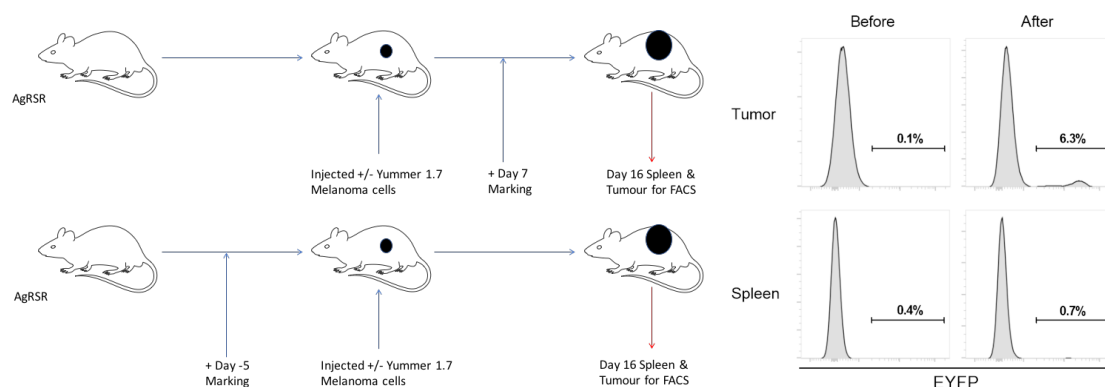 AgRSR
Injected +/- Yummer 1.7
Melanoma cells
+ Day 7
Marking
Day 16 Spleen &
Tumour for FACS
AgRSR
+ Day -5
Marking
Injected +/- Yummer 1.7
Melanoma cells
Day 16 Spleen &
Tumour for FACS
Before
After
Tumor
0.1%
6.3%
Spleen
0.4%
0.7%
EYFP